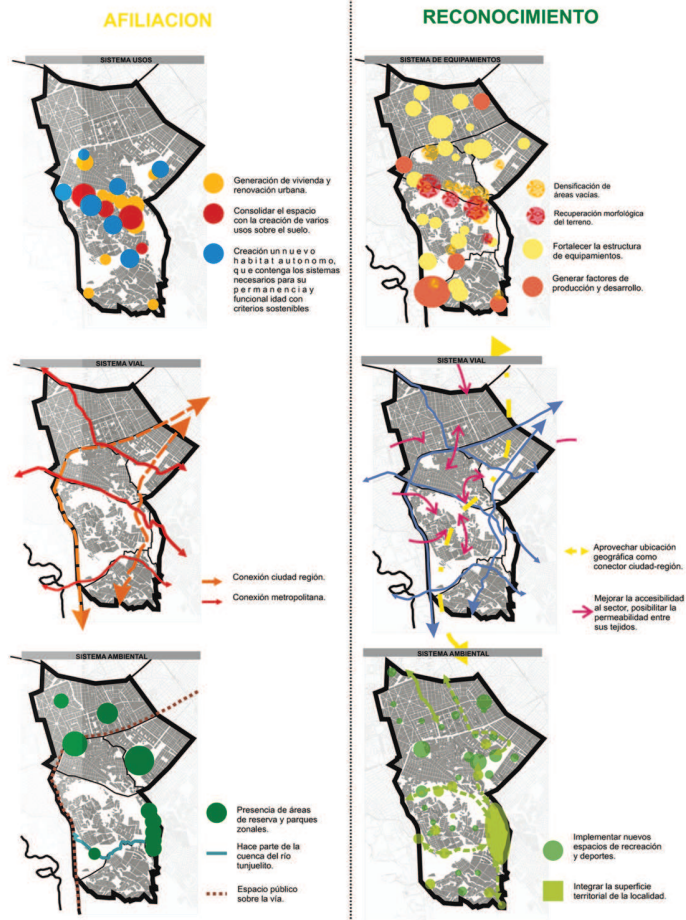 AFILIACION
RECONOCIMIENTO
SISTEMA USOS
Generación de vivienda y
renovación urbana.
Consolidar el espacio
con la creación de varios
usos sobre el suelo.
Creación un nuevo
habitat autonomo,
que contenga los sistemas
necesarios para su
permanencia y
funcional idad con
criterios sostenibles
SISTEMA DE EQUIPAMIENTOS
Densificación de
áreas vacías.
Recuperación morfológica
del terreno.
Fortalecer la estructura
de equipamientos.
Generar factores de
producción y desarrollo.
SISTEMA VIAL
Conexión ciudad región.
Conexión metropolitana.
SISTEMA VIAL
Aprovechar ubicación
geográfica como
conector ciudad-región.
Mejorar la accesibilidad
al sector, posibilitar la
permeabilidad entre
sus tejidos.
SISTEMA AMBIENTAL
Presencia de áreas
de reserva y parques
zonales.
Hace parte de la
cuenca del río
tunjuelito.
Espacio público
sobre la vía.
SISTEMA AMBIENTAL
Implementar nuevos
espacios de recreación
y deportes.
Integrar la superficie
territorial de la localidad.